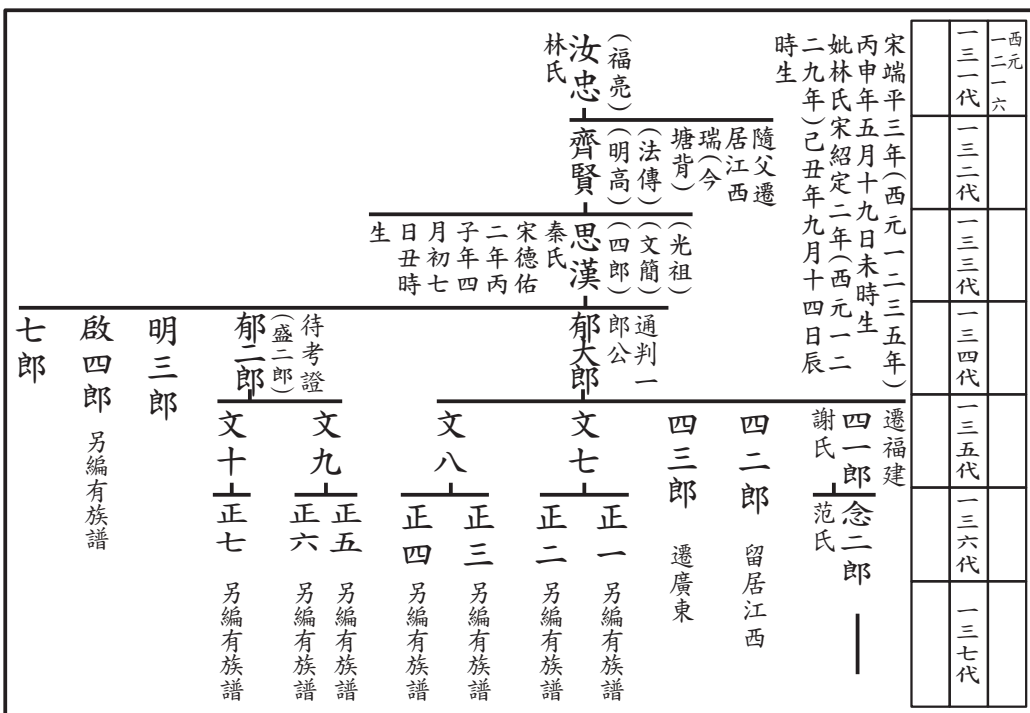 西元
一二一六
一三一代
一三二代
一三三代
一三四代
一三五代
一三六代
一三七代
宋端平三年(西元一二三五年)
丙申年五月十九日未時生
妣林氏宋紹定二年(西元一二
二九年)己丑年九月十四日辰
時生
(福亮)
汝忠
林氏
隨父遷
居江西
瑞(今
塘背)
(法傳)
(明高)
齊賢
(光祖)
(文簡)
(四郎)
思漢
秦氏
宋德佑
二年丙
子年四
月初七
日丑時
生
通判一
郎公
郁大郎
待考證
(盛二郎)
郁二郎
明三郎
啟四郎
另編有族譜
七郎
遷福建
四一郎
謝氏
四二郎
留居江西
四三郎
遷廣東
文七
文八
文九
文十
念二郎
范氏
正一
另編有族譜
正二
另編有族譜
正三
另編有族譜
正四
另編有族譜
正五
另編有族譜
正六
另編有族譜
正七
另編有族譜